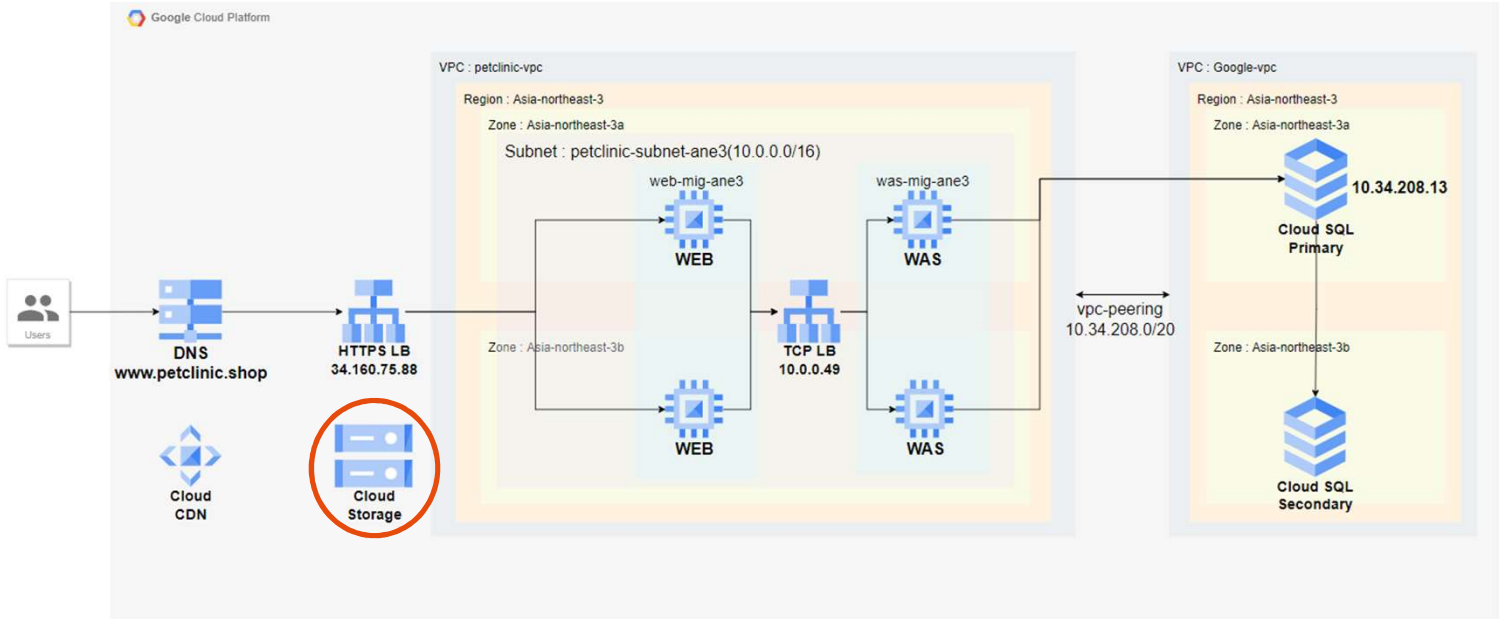 Google Cloud Platform
VPC : petclinic-vpc
Region : Asia-northeast-3
Zone : Asia-northeast-3a
Subnet : petclinic-subnet-ane3(10.0.0.0/16)
web-mig-ane3
WEB
was-mig-ane3
WAS
Users
DNS
www.petclinic.shop
HTTPS LB
34.160.75.88
Zone : Asia-northeast-3b
TCP LB
10.0.0.49
WEB
WAS
Cloud
CDN
Cloud
Storage
vpc-peering
10.34.208.0/20
VPC : Google-vpc
Region : Asia-northeast-3
Zone : Asia-northeast-3a
10.34.208.13
Cloud SQL
Primary
Zone : Asia-northeast-3b
Cloud SQL
Secondary